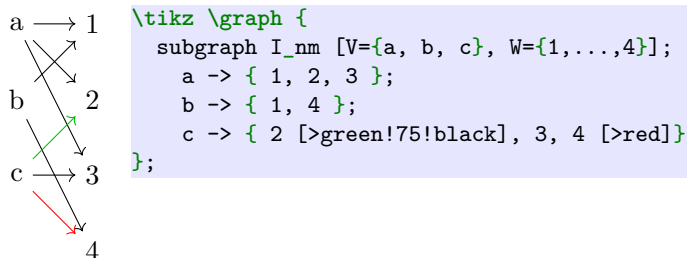 a
1
b
2
c
3
4
\tikz \graph {
  subgraph I_nm [V={a, b, c}, W={1,...,4}];
    a -> { 1, 2, 3 };
    b -> { 1, 4 };
    c -> { 2 [>green!75!black], 3, 4 [>red]}
};